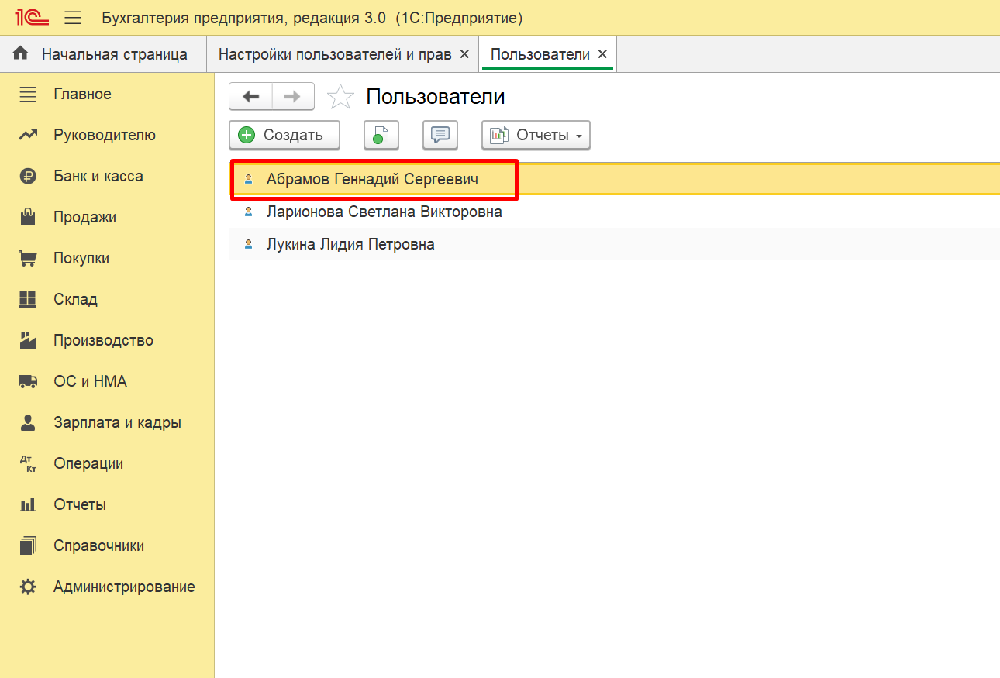 1С Бухгалтерия предприятия, редакция 3.0 (1С:Предприятие)
Начальная страница Настройки пользователей и прав Пользователи
Главное
Руководителю
Банк и касса
Продажи
Покупки
Склад
Производство
ОС и НМА
Зарплата и кадры
Дт Кт Операции
Отчеты
Справочники
Администрирование
Пользователи
Создать Отчеты
Абрамов Геннадий Сергеевич
Ларионова Светлана Викторовна
Лукина Лидия Петровна